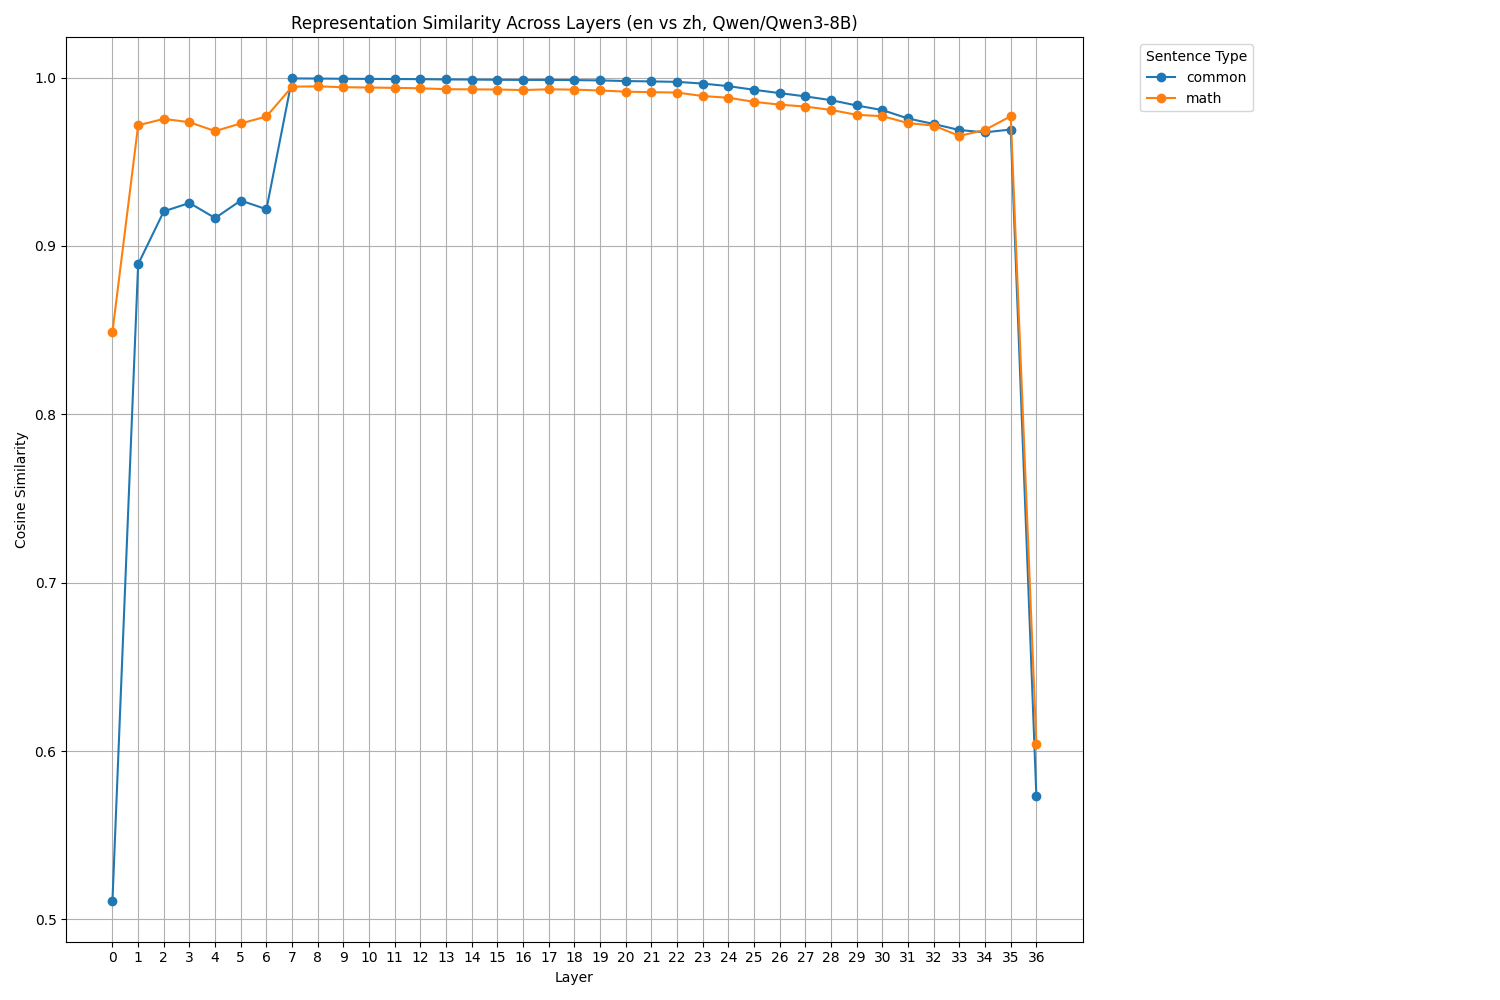 Representation Similarity Across Layers (en vs zh, Qwen/Qwen3-8B)
Sentence Type
common
math
Cosine Similarity
1.0
0.9
0.8
0.7
0.6
0.5
0 1 2 3 4 5 6 7 8 9 10 11 12 13 14 15 16 17 18 19 20 21 22 23 24 25 26 27 28 29 30 31 32 33 34 35 36
Layer